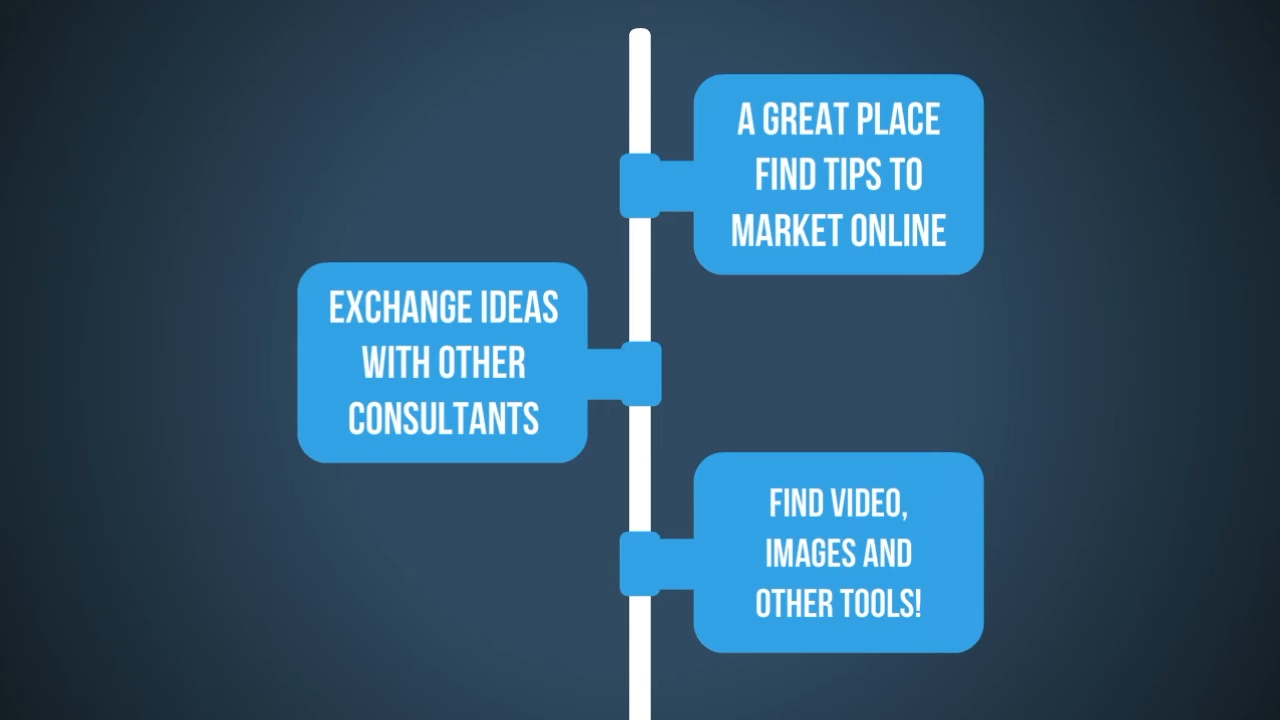 A GREAT PLACE
FIND TIPS TO
MARKET ONLINE
EXCHANGE IDEAS
WITH OTHER
CONSULTANTS
FIND VIDEO,
IMAGES AND
OTHER TOOLS!